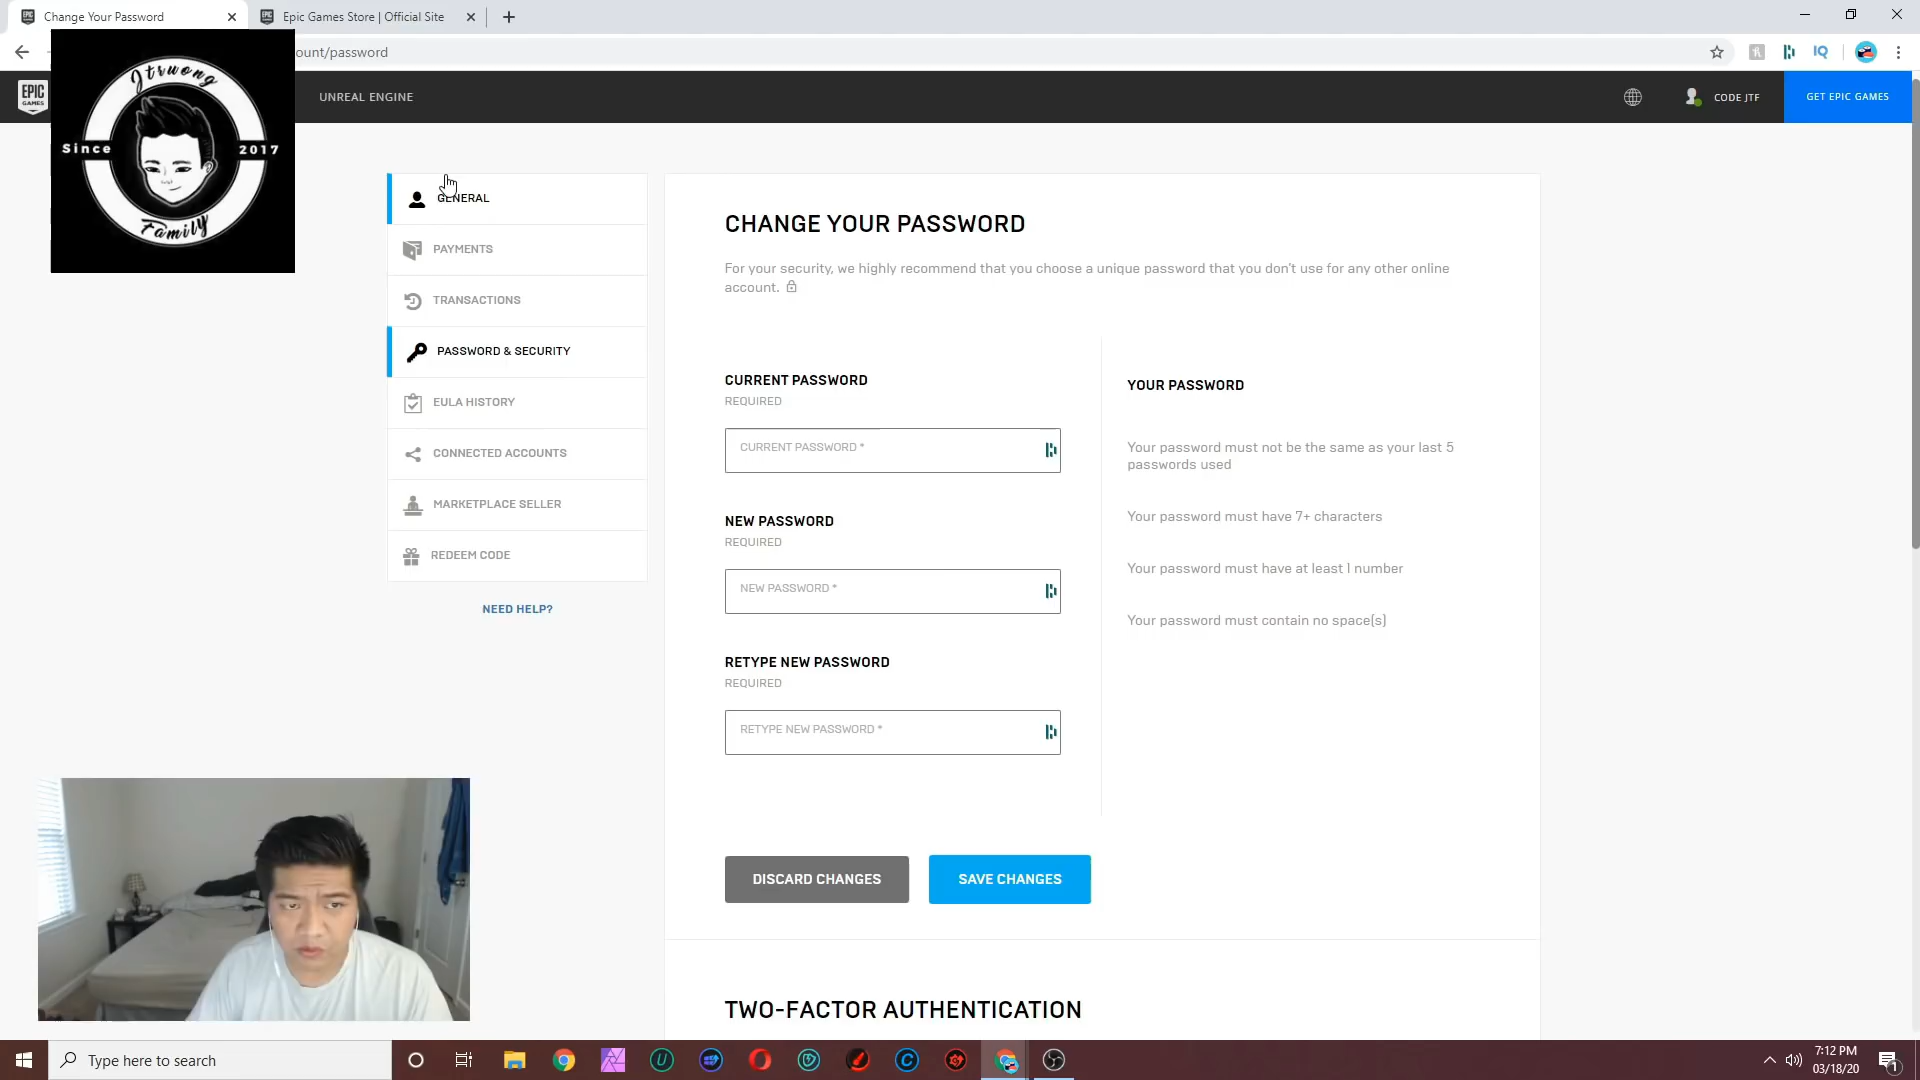 Change Your Password
Epic Games Store | Official Site
ount/password
Jtruong
Since 2017
Family
EPIC
GAMES
UNREAL ENGINE
CODE JTF
GET EPIC GAMES
GENERAL
PAYMENTS
TRANSACTIONS
PASSWORD & SECURITY
EULA HISTORY
CONNECTED ACCOUNTS
MARKETPLACE SELLER
REDEEM CODE
NEED HELP?
CHANGE YOUR PASSWORD
For your security, we highly recommend that you choose a unique password that you don't use for any other online
account.
CURRENT PASSWORD
REQUIRED
CURRENT PASSWORD *
NEW PASSWORD
REQUIRED
NEW PASSWORD *
RETYPE NEW PASSWORD
REQUIRED
RETYPE NEW PASSWORD *
YOUR PASSWORD
Your password must not be the same as your last 5
passwords used
Your password must have 7+ characters
Your password must have at least 1 number
Your password must contain no space(s)
DISCARD CHANGES
SAVE CHANGES
TWO-FACTOR AUTHENTICATION
Type here to search
7:12 PM
03/18/20